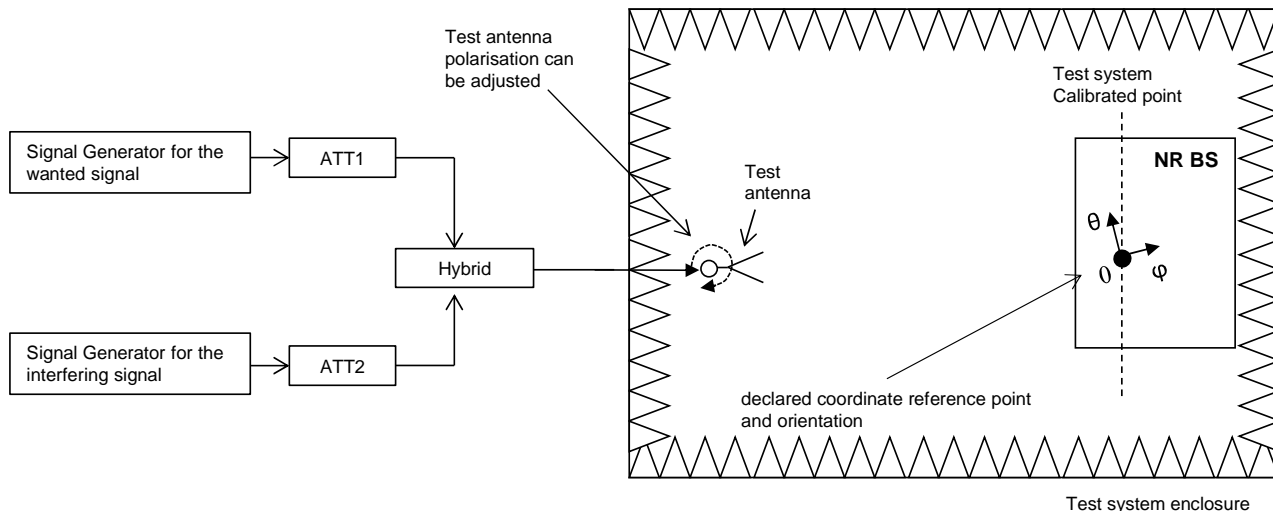 Test antenna
polarisation can
be adjusted
Test system
Calibrated point
Signal Generator for the
wanted signal
ATT1
NR BS
Test
antenna
θ
Hybrid
0
φ
Signal Generator for the
interfering signal
ATT2
declared coordinate reference point
and orientation
Test system enclosure